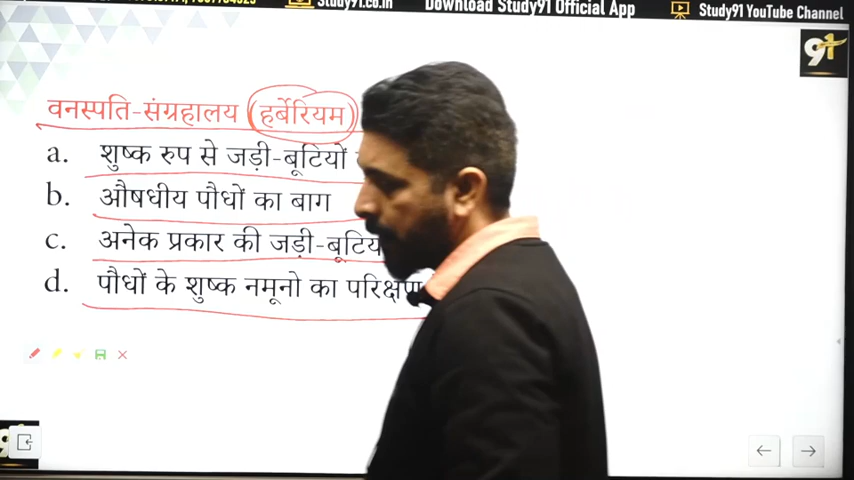 Study91.co.in
Download Study91 Official App
Study91 YouTube Channel
91
वनस्पति-संग्रहालय (हर्बेरियम)
a. शुष्क रुप से जड़ी-बूटियों
b. औषधीय पौधों का बाग
c. अनेक प्रकार की
d. पौधों के शुष्क नमूनो का परिक्षण